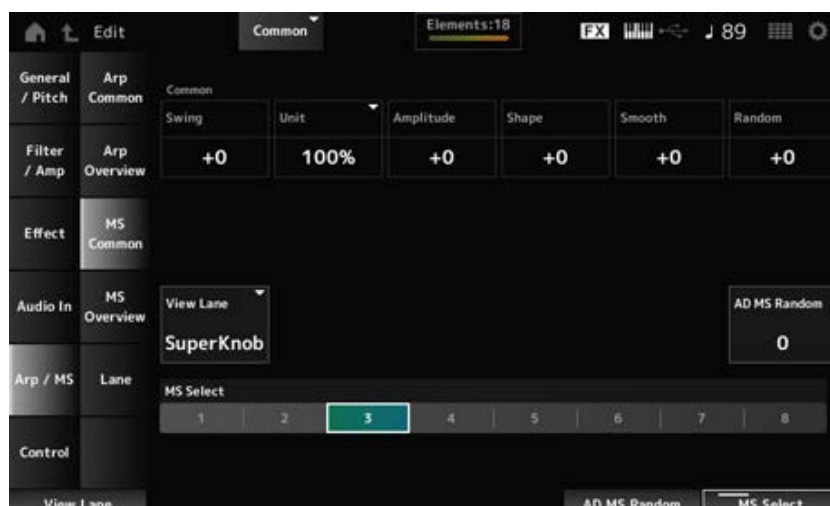 Edit
Common
Elements:18
FX
♩ 89
General / Pitch
Arp Common
Common
Swing
Unit
Amplitude
Shape
Smooth
Random
+0
100%
+0
+0
+0
+0
Filter / Amp
Arp Overview
Effect
MS Common
Audio In
MS Overview
View Lane
SuperKnob
AD MS Random
0
Arp / MS
Lane
MS Select
1 2 3 4 5 6 7 8
Control
View Lane
AD MS Random
MS Select